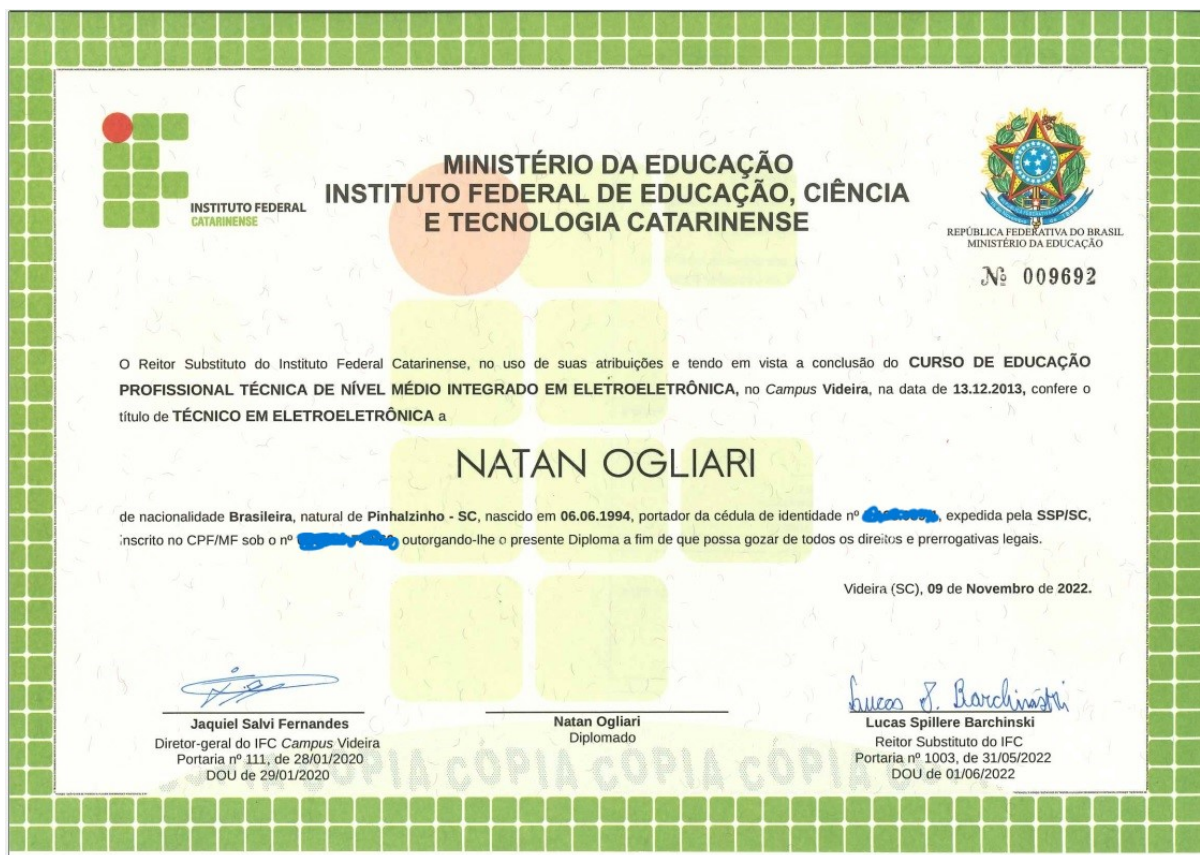 INSTITUTO FEDERAL
CATARINENSE
MINISTÉRIO DA EDUCAÇÃO
INSTITUTO FEDERAL DE EDUCAÇÃO, CIÊNCIA
E TECNOLOGIA CATARINENSE
REPÚBLICA FEDERATIVA DO BRASIL
MINISTÉRIO DA EDUCAÇÃO
Nº 009692
O Reitor Substituto do Instituto Federal Catarinense, no uso de suas atribuições e tendo em vista a conclusão do CURSO DE EDUCAÇÃO
PROFISSIONAL TÉCNICA DE NÍVEL MÉDIO INTEGRADO EM ELETROELETRÔNICA, no Campus Videira, na data de 13.12.2013, confere o
título de TÉCNICO EM ELETROELETRÔNICA a
NATAN OGLIARI
de nacionalidade Brasileira, natural de Pinhalzinho - SC, nascido em 06.06.1994, portador da cédula de identidade nº , expedida pela SSP/SC,
inscrito no CPF/MF sob o nº outorgando-lhe o presente Diploma a fim de que possa gozar de todos os direitos e prerrogativas legais.
Videira (SC), 09 de Novembro de 2022.
Lucas S. Barchinski
Jaquiel Salvi Fernandes
Diretor-geral do IFC Campus Videira
Portaria nº 111, de 28/01/2020
DOU de 29/01/2020
Natan Ogliari
Diplomado
Lucas Spillere Barchinski
Reitor Substituto do IFC
Portaria nº 1003, de 31/05/2022
DOU de 01/06/2022
CÓPIA CÓPIA CÓPIA CÓPIA